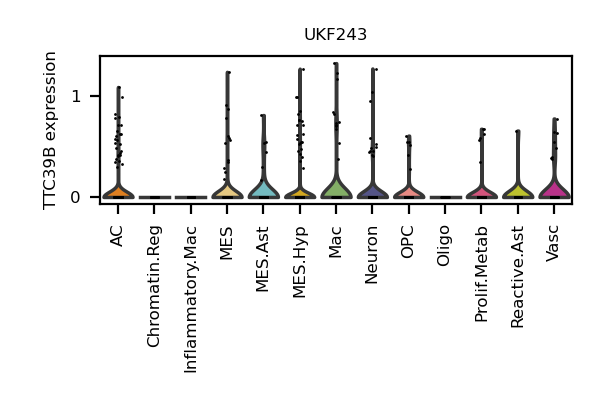 UKF243
TTC39B expression
1
0
AC
Chromatin.Reg
Inflammatory.Mac
MES
MES.Ast
MES.Hyp
Mac
Neuron
OPC
Oligo
Prolif.Metab
Reactive.Ast
Vasc